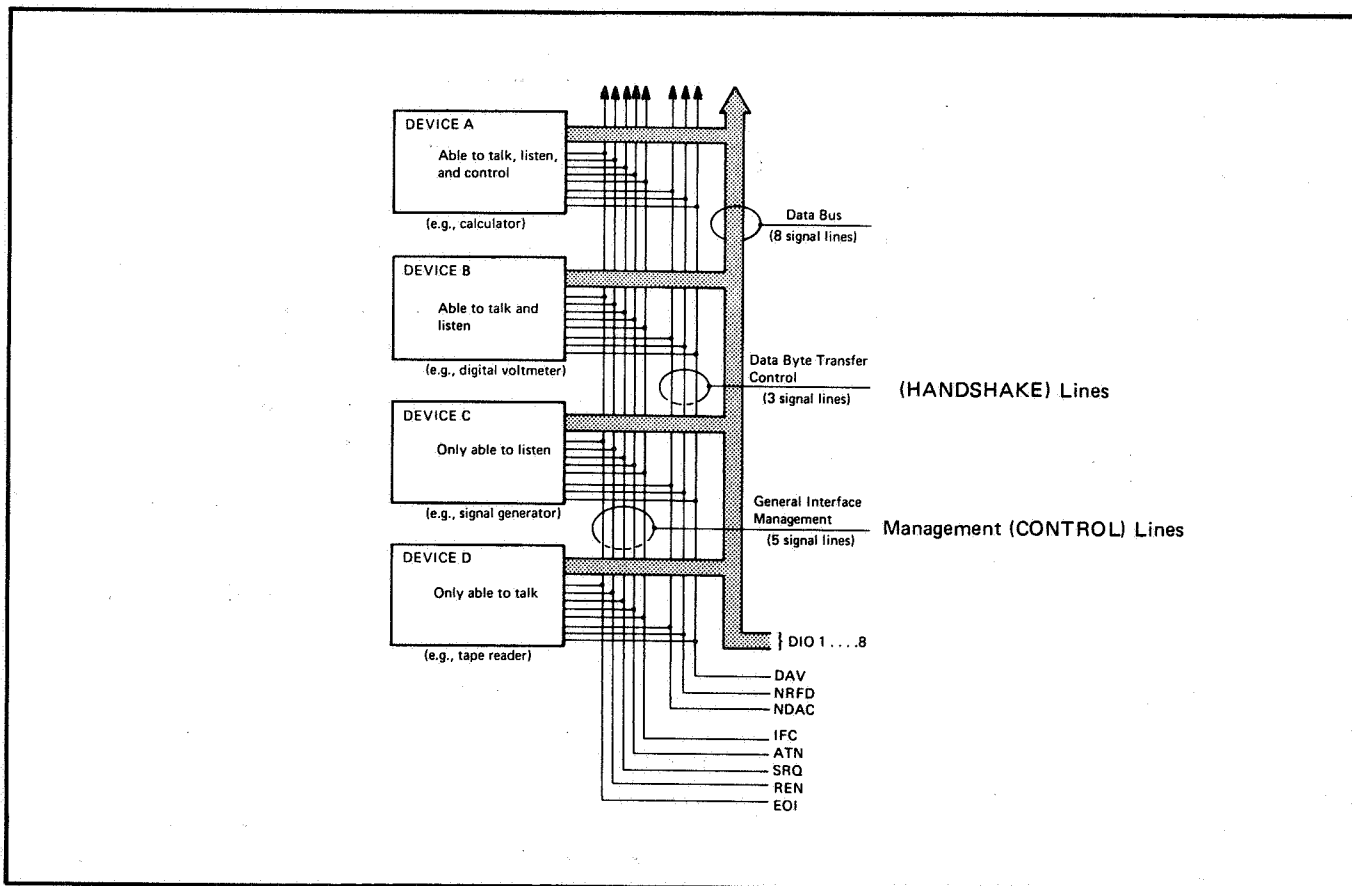 DEVICE A
Able to talk, listen,
and control
(e.g., calculator)
Data Bus
(8 signal lines)
DEVICE B
Able to talk and
listen
(e.g., digital voltmeter)
Data Byte Transfer
Control
(3 signal lines)
(HANDSHAKE) Lines
DEVICE C
Only able to listen
(e.g., signal generator)
General Interface
Management
(5 signal lines)
Management (CONTROL) Lines
DEVICE D
Only able to talk
(e.g., tape reader)
} DIO 1 . . . . 8
DAV
NRFD
NDAC
IFC
ATN
SRQ
REN
EOI